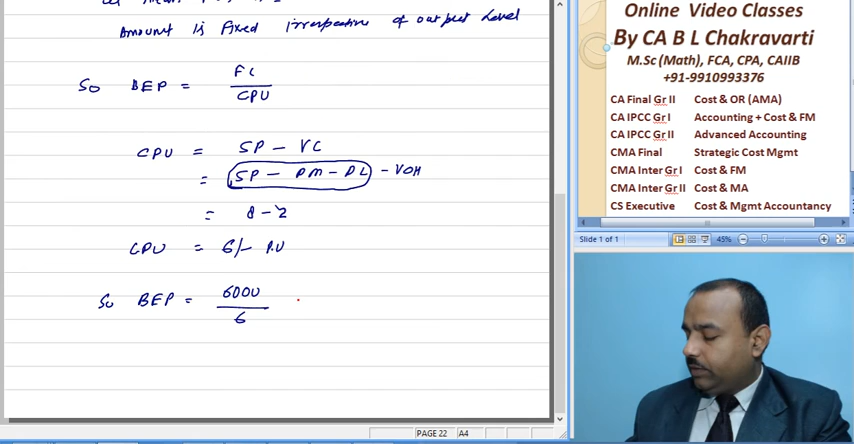 Amount is Fixed irrespective of output Level
So BEP = FC
CPU
CPU = SP - VC
= SP - DM - DL - VOH
= 8 - 2
CPU = 6/- P.U
So BEP = 6000
6
PAGE 22 A4
Online Video Classes
By CA B L Chakravarti
M.Sc (Math), FCA, CPA, CAIIB
+91-9910993376
CA Final Gr II Cost & OR (AMA)
CA IPCC Gr I Accounting + Cost & FM
CA IPCC Gr II Advanced Accounting
CMA Final Strategic Cost Mgmt
CMA Inter Gr I Cost & FM
CMA Inter Gr II Cost & MA
CS Executive Cost & Mgmt Accountancy
Slide 1 of 1 45%